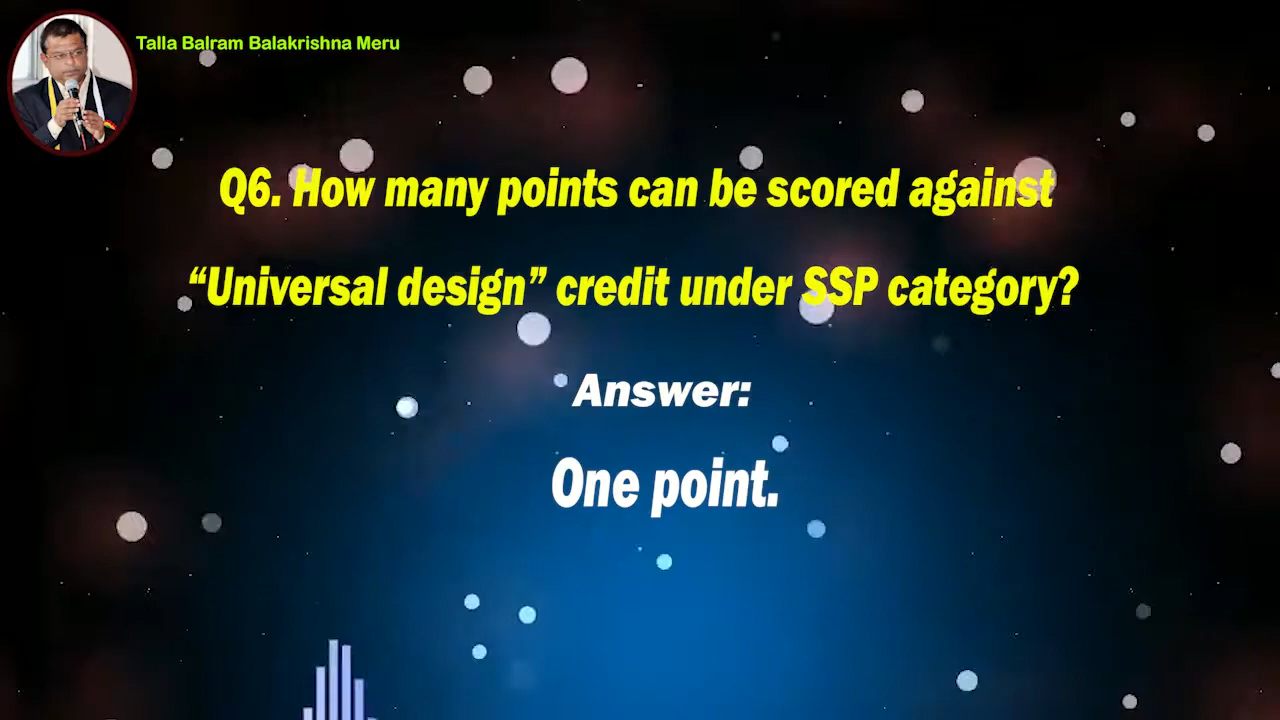 Talla Balram Balakrishna Meru
Q6. How many points can be scored against
“Universal design” credit under SSP category?
Answer:
One point.